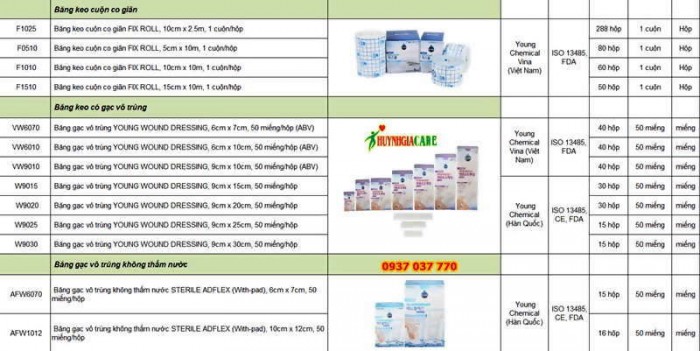 Băng keo cuộn co giãn
F1025 Băng keo cuộn co giãn FIX ROLL, 10cm x 2.5m, 1 cuộn/hộp 288 hộp 1 cuộn Hộp
F0510 Băng keo cuộn co giãn FIX ROLL, 5cm x 10m, 1 cuộn/hộp 80 hộp 1 cuộn Hộp
F1010 Băng keo cuộn co giãn FIX ROLL, 10cm x 10m, 1 cuộn/hộp 60 hộp 1 cuộn Hộp
F1510 Băng keo cuộn co giãn FIX ROLL, 15cm x 10m, 1 cuộn/hộp 50 hộp 1 cuộn Hộp
Young
Chemical
Vina
(Việt Nam)
ISO 13485,
FDA
Băng keo có gạc vô trùng
VW6070 Băng gạc vô trùng YOUNG WOUND DRESSING, 6cm x 7cm, 50 miếng/hộp (ABV) 40 hộp 50 miếng miếng
VW6010 Băng gạc vô trùng YOUNG WOUND DRESSING, 6cm x 10cm, 50 miếng/hộp (ABV) 40 hộp 50 miếng miếng
VW9010 Băng gạc vô trùng YOUNG WOUND DRESSING, 9cm x 10cm, 50 miếng/hộp (ABV) 40 hộp 50 miếng miếng
Young
Chemical
Vina (Việt
Nam)
ISO 13485,
FDA
HUYNHGIACARE
W9015 Băng gạc vô trùng YOUNG WOUND DRESSING, 9cm x 15cm, 50 miếng/hộp 30 hộp 50 miếng miếng
W9020 Băng gạc vô trùng YOUNG WOUND DRESSING, 9cm x 20cm, 50 miếng/hộp 30 hộp 50 miếng miếng
W9025 Băng gạc vô trùng YOUNG WOUND DRESSING, 9cm x 25cm, 50 miếng/hộp 15 hộp 50 miếng miếng
W9030 Băng gạc vô trùng YOUNG WOUND DRESSING, 9cm x 30cm, 50 miếng/hộp 15 hộp 50 miếng miếng
Young
Chemical
(Hàn Quốc)
ISO 13485,
CE, FDA
Băng gạc vô trùng không thấm nước
0937 037 770
AFW6070 Băng gạc vô trùng không thấm nước STERILE ADFLEX (With-pad), 6cm x 7cm, 50
miếng/hộp
15 hộp 50 miếng miếng
AFW1012 Băng gạc vô trùng không thấm nước STERILE ADFLEX (With-pad), 10cm x 12cm, 50
miếng/hộp
16 hộp 50 miếng miếng
Young
Chemical
(Hàn Quốc)
ISO 13485,
CE, FDA